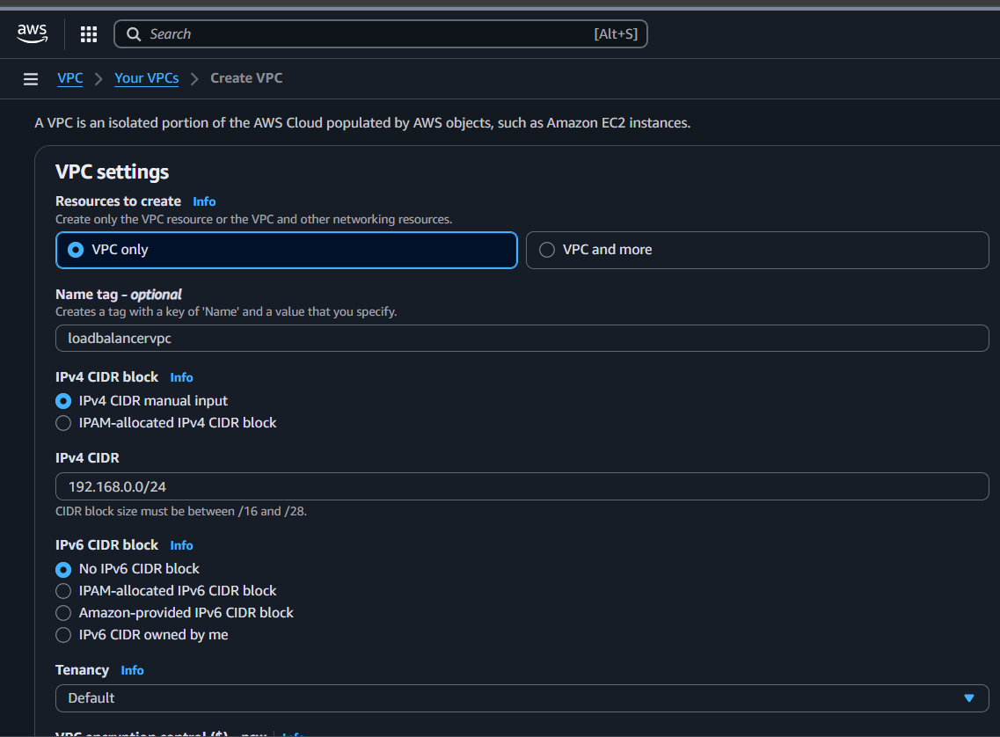 aws
Search [Alt+S]
VPC Your VPCs Create VPC
A VPC is an isolated portion of the AWS Cloud populated by AWS objects, such as Amazon EC2 instances.
VPC settings
Resources to create Info
Create only the VPC resource or the VPC and other networking resources.
VPC only VPC and more
Name tag - optional
Creates a tag with a key of 'Name' and a value that you specify.
loadbalancervpc
IPv4 CIDR block Info
IPv4 CIDR manual input
IPAM-allocated IPv4 CIDR block
IPv4 CIDR
192.168.0.0/24
CIDR block size must be between /16 and /28.
IPv6 CIDR block Info
No IPv6 CIDR block
IPAM-allocated IPv6 CIDR block
Amazon-provided IPv6 CIDR block
IPv6 CIDR owned by me
Tenancy Info
Default
VPC encryption control ($) - new Info